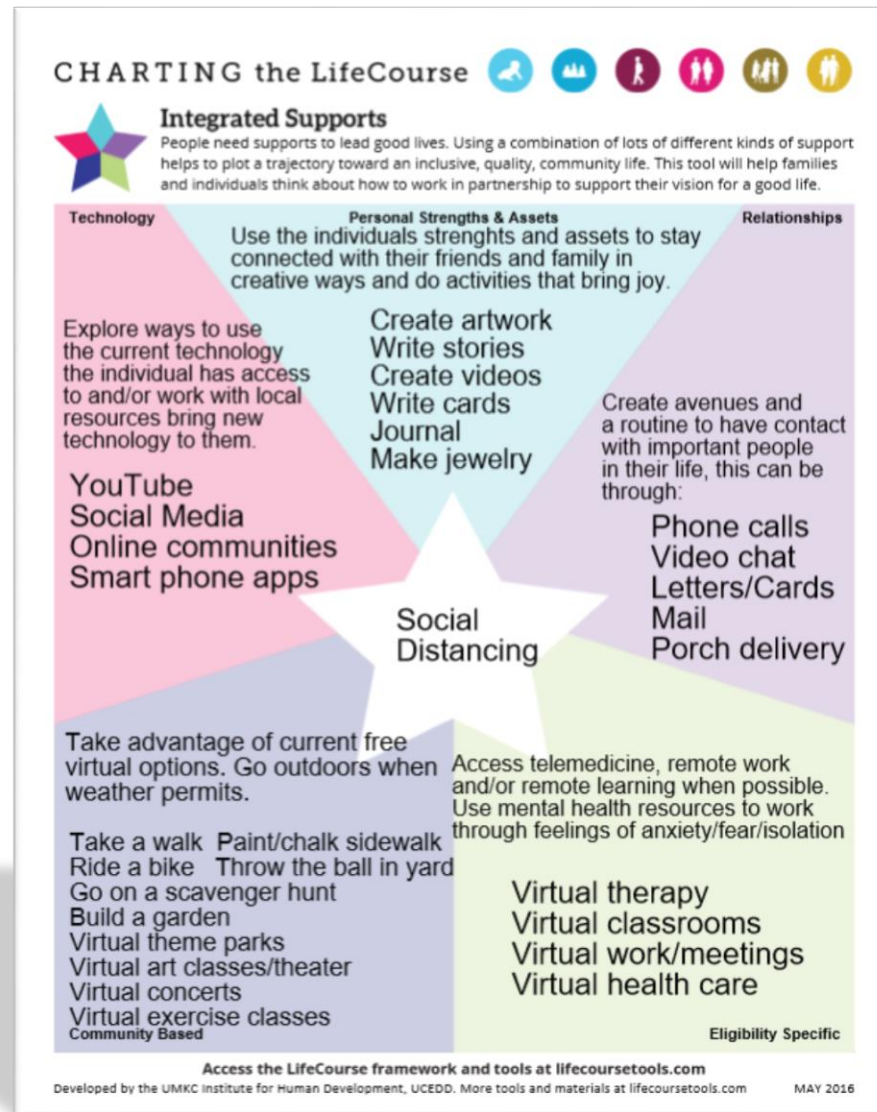 CHARTING the LifeCourse
Integrated Supports
People need supports to lead good lives. Using a combination of lots of different kinds of support
helps to plot a trajectory toward an inclusive, quality, community life. This tool will help families
and individuals think about how to work in partnership to support their vision for a good life.
Technology
Personal Strengths & Assets
Relationships
Use the individuals strenghts and assets to stay
connected with their friends and family in
creative ways and do activities that bring joy.
Create artwork
Write stories
Create videos
Write cards
Journal
Make jewelry
Explore ways to use
the current technology
the individual has access
to and/or work with local
resources bring new
technology to them.
YouTube
Social Media
Online communities
Smart phone apps
Create avenues and
a routine to have contact
with important people
in their life, this can be
through:
Phone calls
Video chat
Letters/Cards
Mail
Porch delivery
Social
Distancing
Take advantage of current free
virtual options. Go outdoors when
weather permits.
Take a walk Paint/chalk sidewalk
Ride a bike Throw the ball in yard
Go on a scavenger hunt
Build a garden
Virtual theme parks
Virtual art classes/theater
Virtual concerts
Virtual exercise classes
Community Based
Access telemedicine, remote work
and/or remote learning when possible.
Use mental health resources to work
through feelings of anxiety/fear/isolation
Virtual therapy
Virtual classrooms
Virtual work/meetings
Virtual health care
Eligibility Specific
Access the LifeCourse framework and tools at lifecoursetools.com
Developed by the UMKC Institute for Human Development, UCEDD. More tools and materials at lifecoursetools.com
MAY 2016